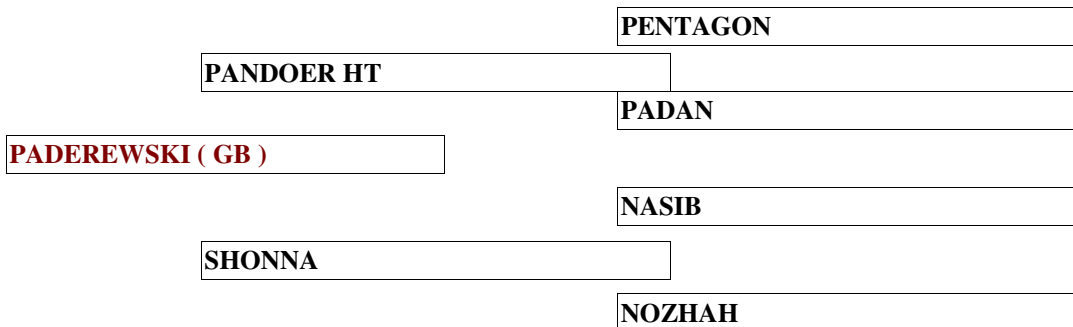 PENTAGON
PANDOER HT
PADAN
PADEREWSKI ( GB )
NASIB
SHONNA
NOZHAH